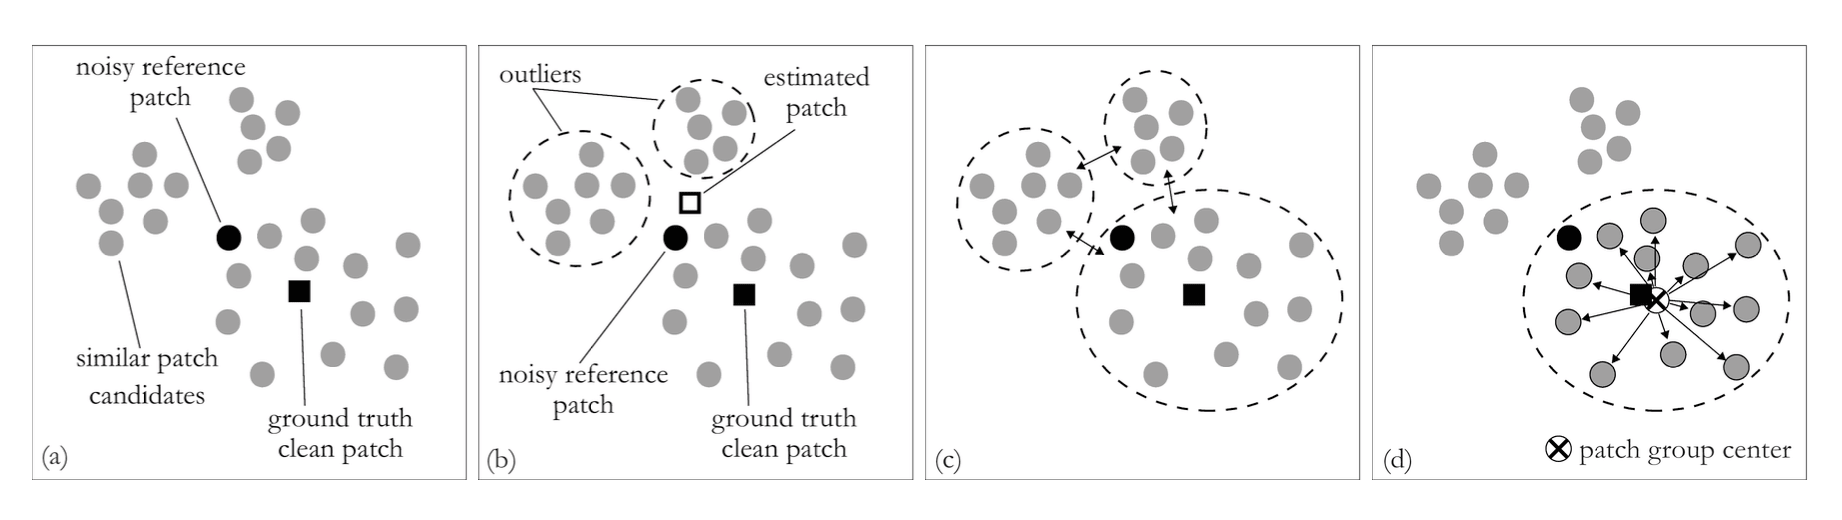 noisy reference
patch
similar patch
candidates
ground truth
clean patch
(a)
outliers
estimated
patch
noisy reference
patch
ground truth
clean patch
(b)
(c)
patch group center
(d)